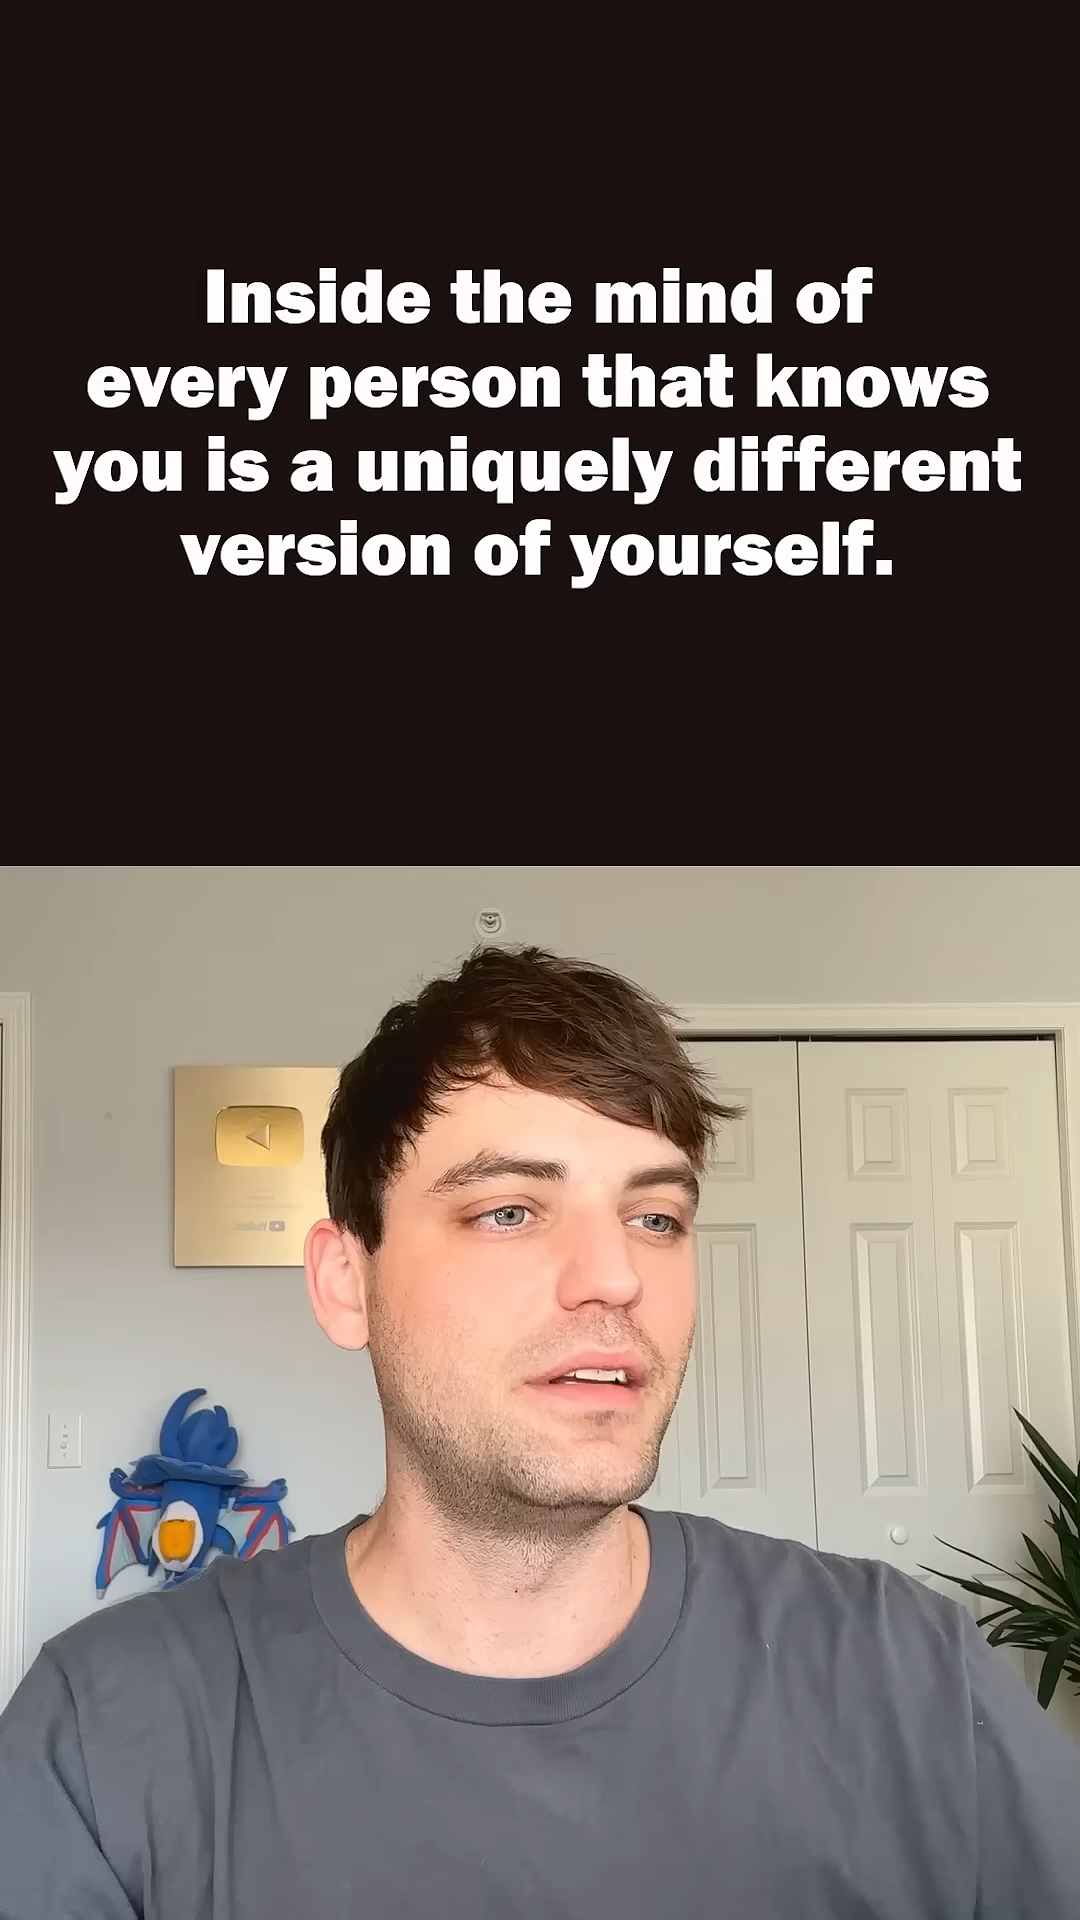 Inside the mind of
every person that knows
you is a uniquely different
version of yourself.